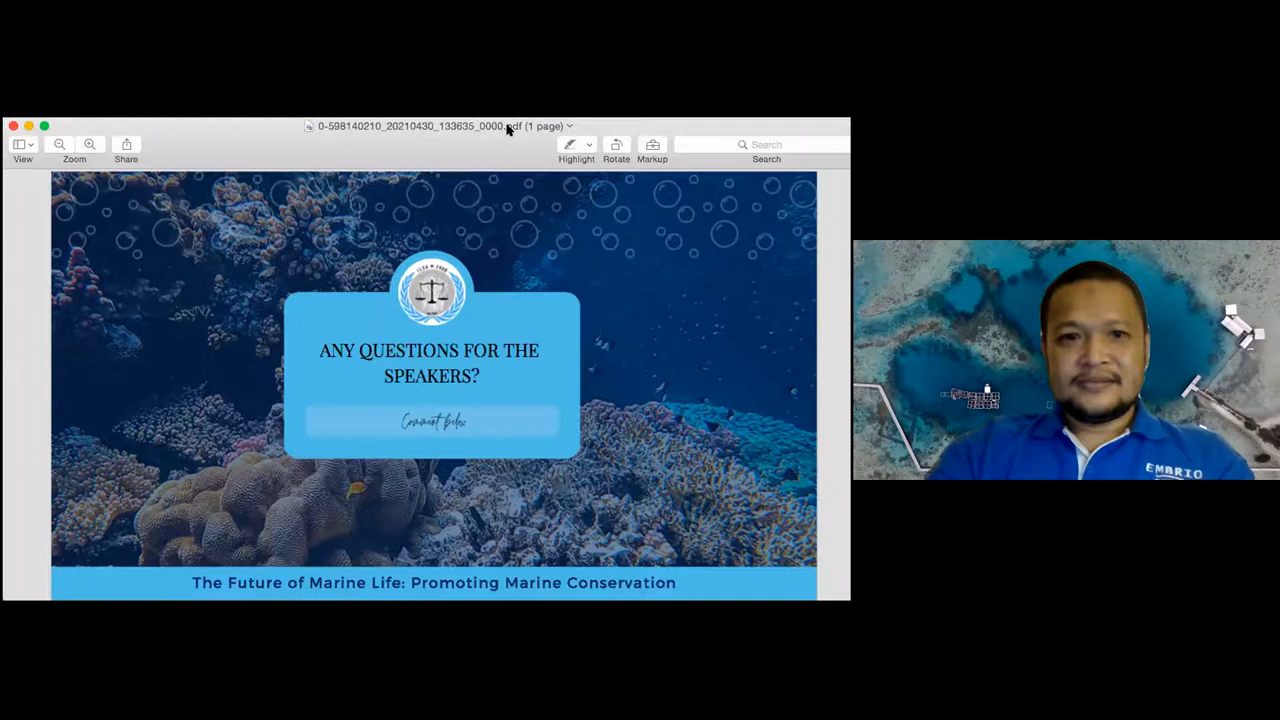 0-598140210_20210430_133635_0000.pdf (1 page)
View
Zoom
Share
Highlight
Rotate
Markup
Search
Search
ANY QUESTIONS FOR THE
SPEAKERS?
Comment below
The Future of Marine Life: Promoting Marine Conservation
EMBRIO